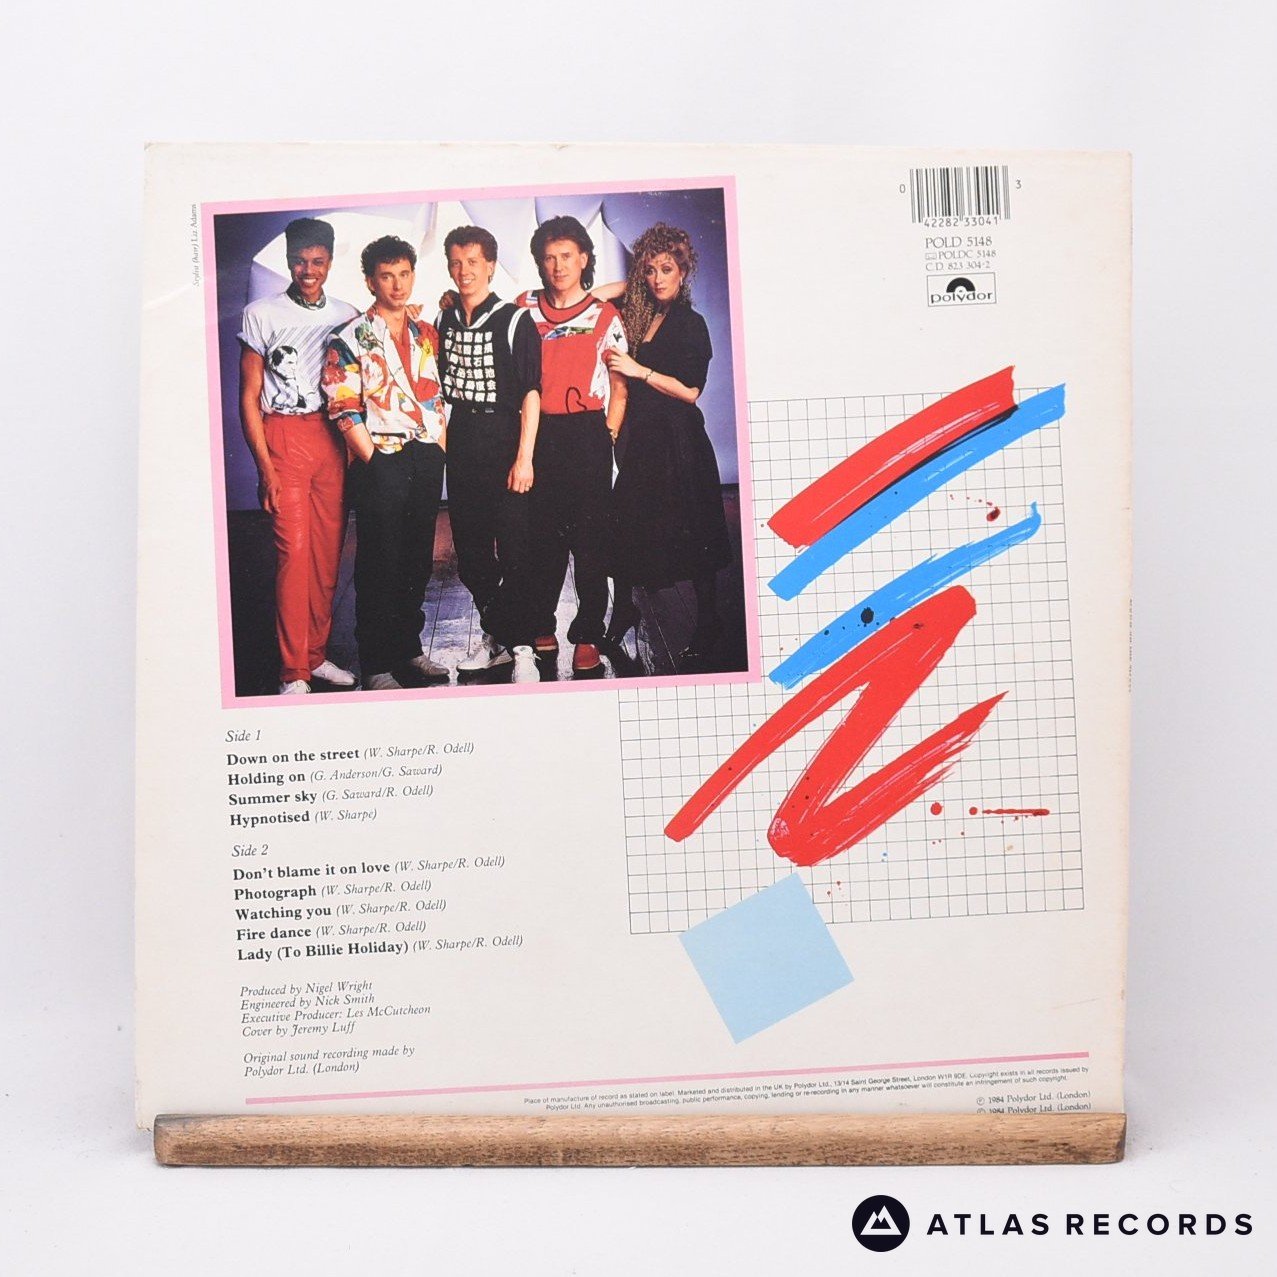 Stylist (hair) Liz Adams
0 3
42282 33041
POLD 5148
POLDC 5148
CD 823 304-2
polydor
Side 1
Down on the street (W. Sharpe/R. Odell)
Holding on (G. Anderson/G. Saward)
Summer sky (G. Saward/R. Odell)
Hypnotised (W. Sharpe)
Side 2
Don't blame it on love (W. Sharpe/R. Odell)
Photograph (W. Sharpe/R. Odell)
Watching you (W. Sharpe/R. Odell)
Fire dance (W. Sharpe/R. Odell)
Lady (To Billie Holiday) (W. Sharpe/R. Odell)
Produced by Nigel Wright
Engineered by Nick Smith
Executive Producer: Les McCutcheon
Cover by Jeremy Luff
Original sound recording made by
Polydor Ltd. (London)
Place of manufacture of record as stated on label. Marketed and distributed in the UK by Polydor Ltd., 13/14 Saint George Street, London W1R 9DE. Copyright exists in all records issued by
Polydor Ltd. Any unauthorised broadcasting, public performance, copying, lending or re-recording in any manner whatsoever will constitute an infringement of such copyright.
℗ 1984 Polydor Ltd. (London)
© 1984 Polydor Ltd. (London)
ATLAS RECORDS